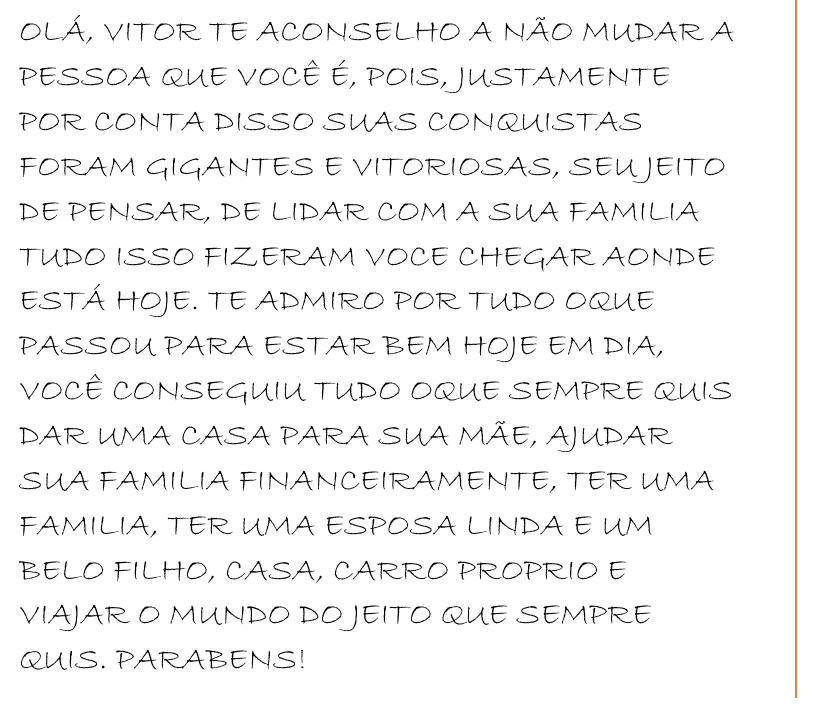 OLÁ, VITOR TE ACONSELHO A NÃO MUDAR A
PESSOA QUE VOCÊ É, POIS, JUSTAMENTE
POR CONTA DISSO SUAS CONQUISTAS
FORAM GIGANTES E VITORIOSAS, SEU JEITO
DE PENSAR, DE LIDAR COM A SUA FAMILIA
TUDO ISSO FIZERAM VOCE CHEGAR AONDE
ESTÁ HOJE. TE ADMIRO POR TUDO OQUE
PASSOU PARA ESTAR BEM HOJE EM DIA,
VOCÊ CONSEGUIU TUDO OQUE SEMPRE QUIS
DAR UMA CASA PARA SUA MÃE, AJUDAR
SUA FAMILIA FINANCEIRAMENTE, TER UMA
FAMILIA, TER UMA ESPOSA LINDA E UM
BELO FILHO, CASA, CARRO PROPRIO E
VIAJAR O MUNDO DO JEITO QUE SEMPRE
QUIS. PARABENS!